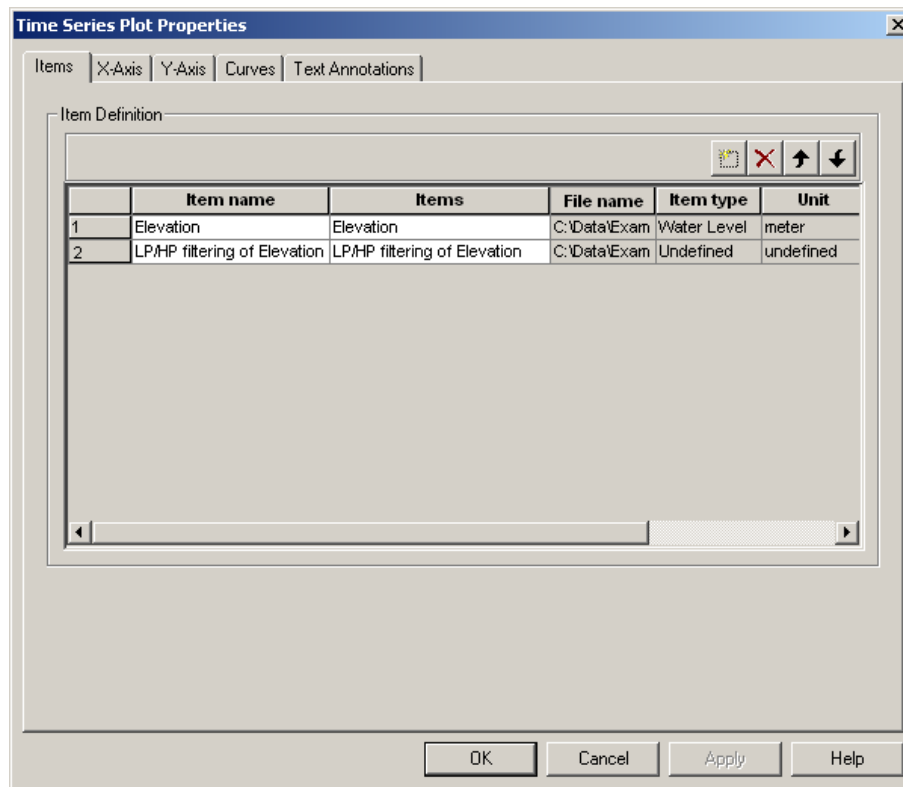 Time Series Plot Properties
Items X-Axis Y-Axis Curves Text Annotations
Item Definition
Item name Items File name Item type Unit
1 Elevation Elevation C:\Data\Exam Water Level meter
2 LP/HP filtering of Elevation LP/HP filtering of Elevation C:\Data\Exam Undefined undefined
OK Cancel Apply Help